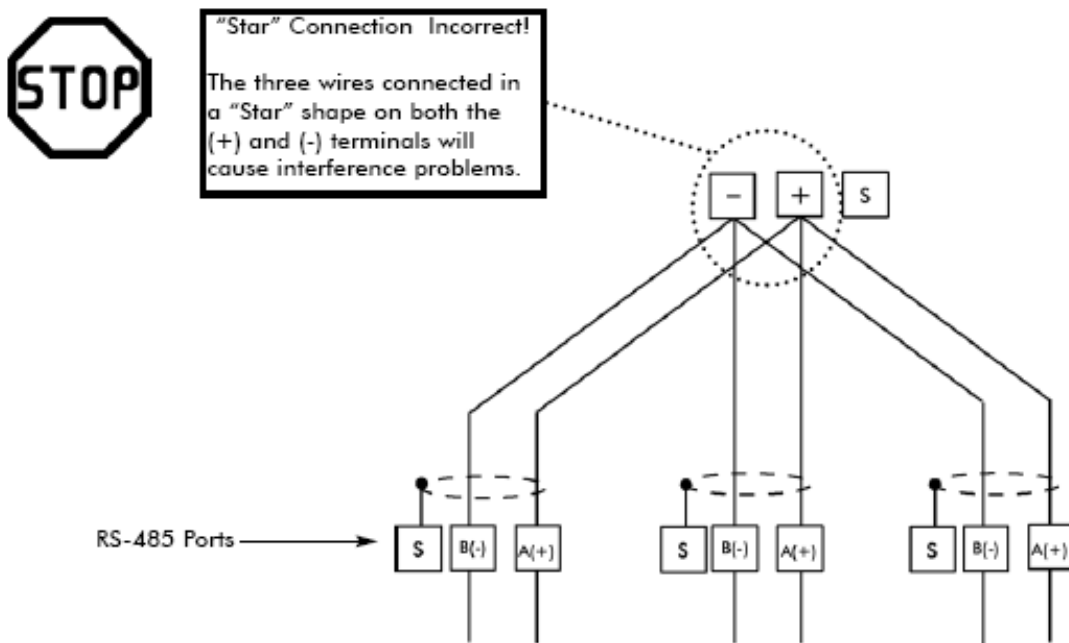 STOP
“Star” Connection Incorrect!
The three wires connected in
a “Star” shape on both the
(+) and (-) terminals will
cause interference problems.
− + S
RS-485 Ports
S B(-) A(+) S B(-) A(+) S B(-) A(+)